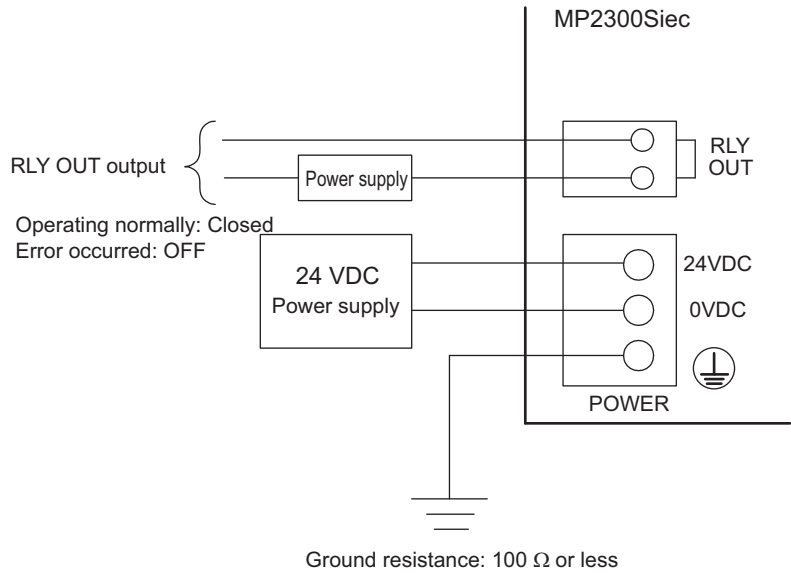 MP2300Siec
RLY OUT output
Power supply
RLY
OUT
Operating normally: Closed
Error occurred: OFF
24 VDC
Power supply
24VDC
0VDC
POWER
Ground resistance: 100 Ω or less